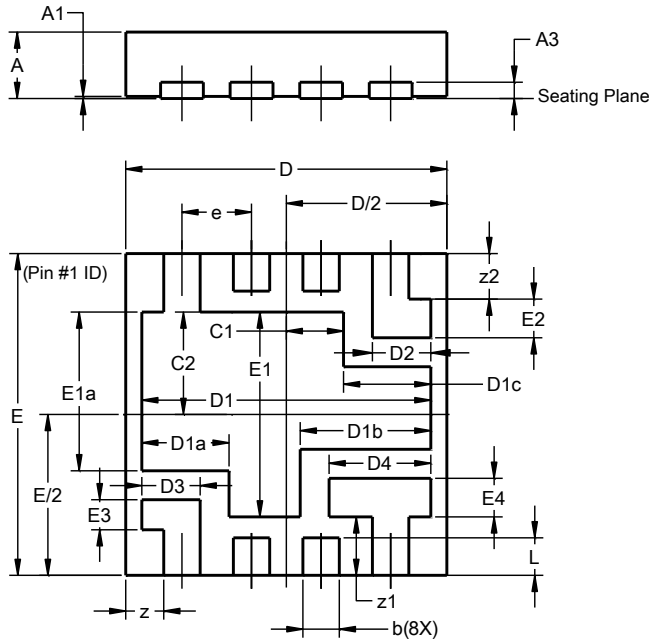 A1
A
A3
Seating Plane
D
D/2
e
(Pin #1 ID)
z2
E2
C1
D2
C2
E1
E1a
D1c
D1
E
D1a
D1b
D4
D3
E4
E/2
E3
L
z
z1
b(8X)